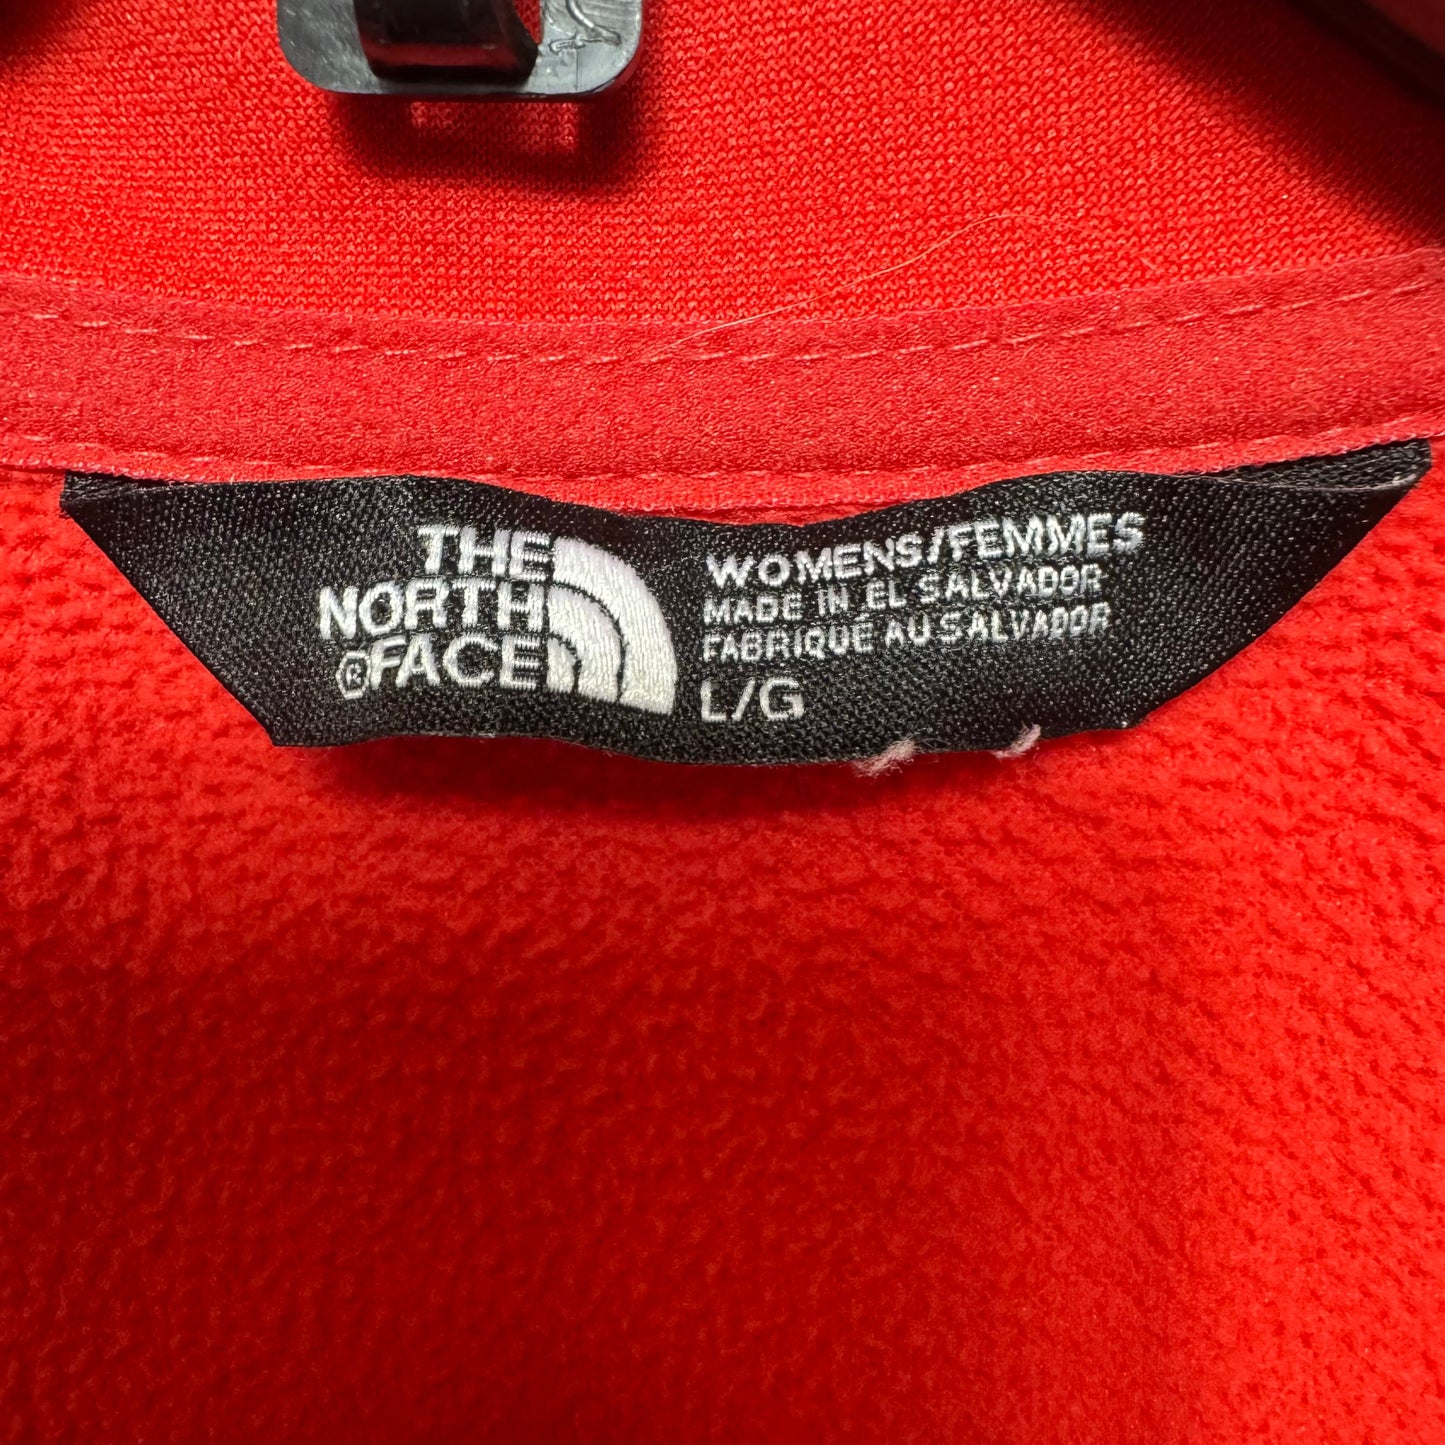 THE
NORTH
®FACE
WOMENS/FEMMES
MADE IN EL SALVADOR
FABRIQUÉ AU SALVADOR
L/G